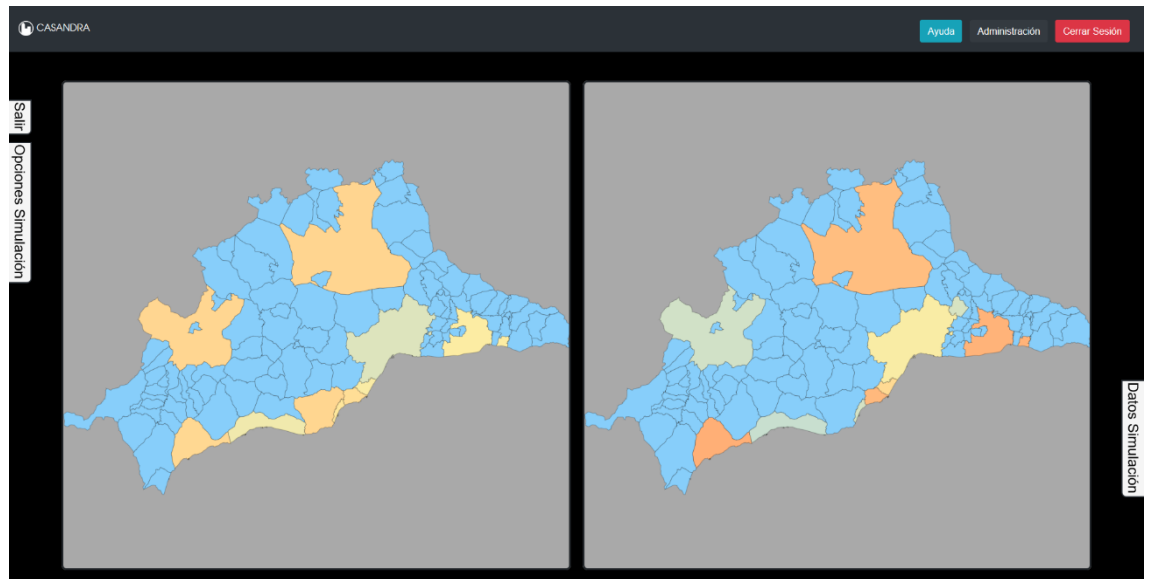 CASANDRA
Ayuda
Administración
Cerrar Sesión
Salir
Opciones Simulación
Datos Simulación